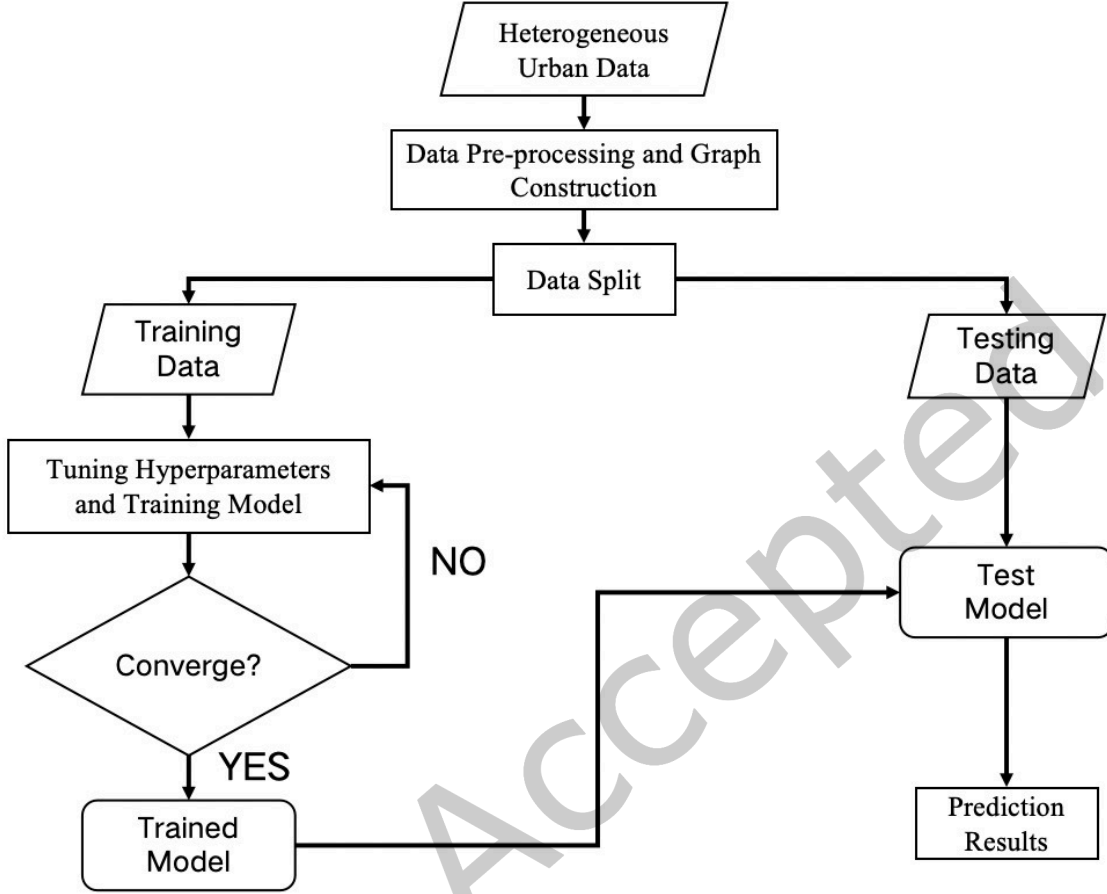 Heterogeneous
Urban Data
Data Pre-processing and Graph
Construction
Data Split
Training
Data
Testing
Data
Tuning Hyperparameters
and Training Model
NO
Test
Model
Converge?
YES
Trained
Model
Prediction
Results
Accepted